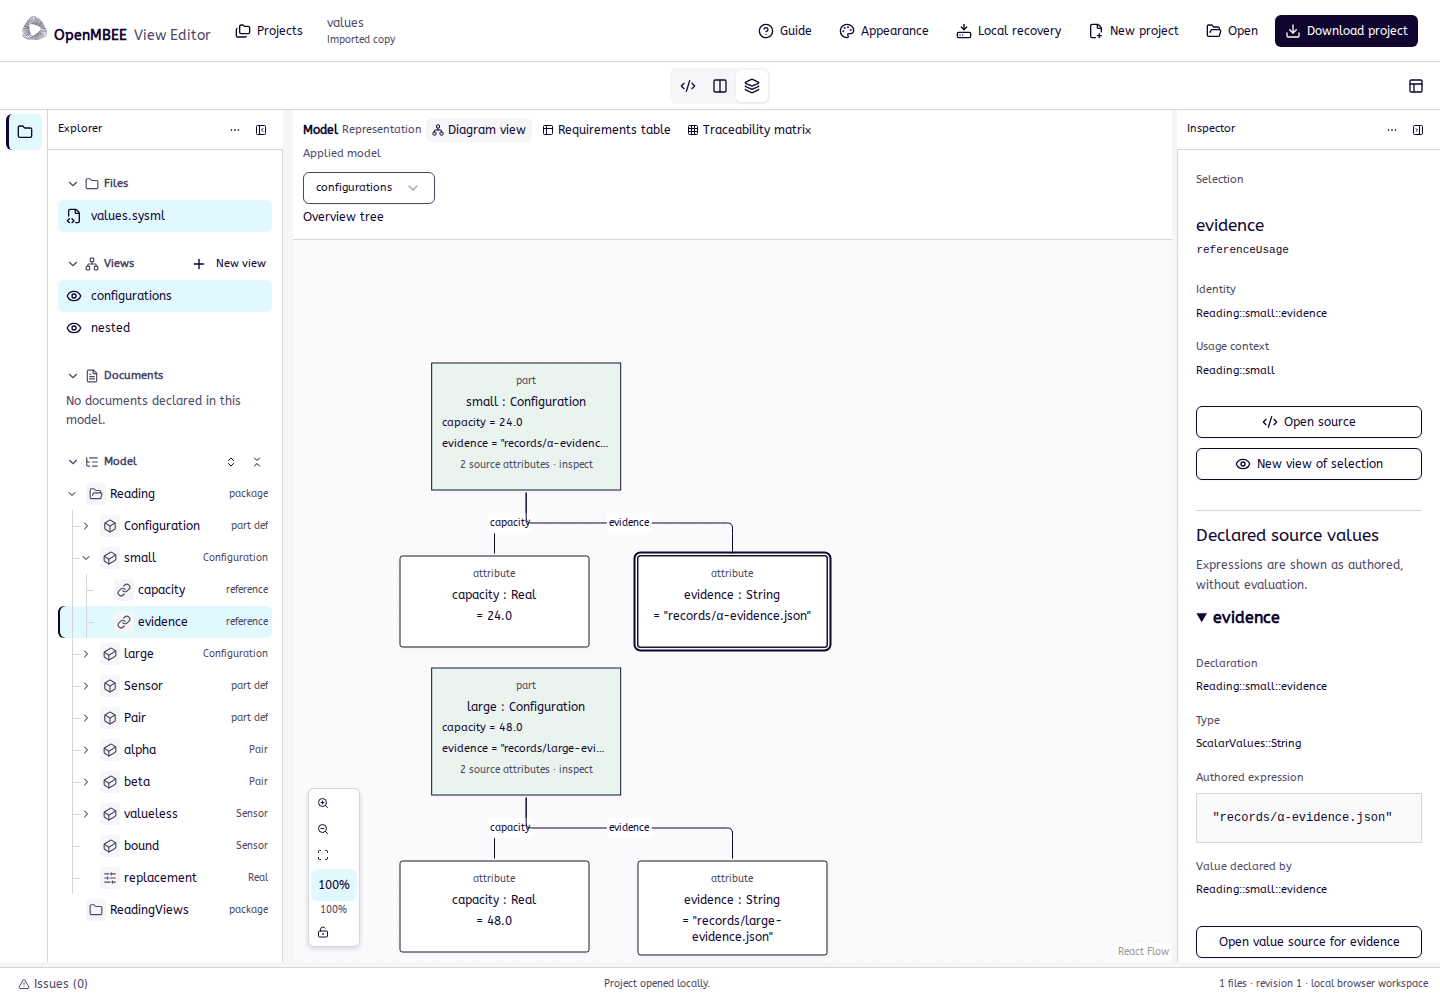 OpenMBEE View Editor
Projects
values
Imported copy
Guide
Appearance
Local recovery
New project
Open
Download project
Explorer
Files
values.sysml
Views
New view
configurations
nested
Documents
No documents declared in this
model.
Model
Reading package
Configuration part def
small Configuration
capacity reference
evidence reference
large Configuration
Sensor part def
Pair part def
alpha Pair
beta Pair
valueless Sensor
bound Sensor
replacement Real
ReadingViews package
Model Representation Diagram view Requirements table Traceability matrix
Applied model
configurations
Overview tree
part
small : Configuration
capacity = 24.0
evidence = "records/α-evidenc...
2 source attributes · inspect
capacity
evidence
attribute
capacity : Real
= 24.0
attribute
evidence : String
= "records/α-evidence.json"
part
large : Configuration
capacity = 48.0
evidence = "records/large-evi...
2 source attributes · inspect
capacity
evidence
attribute
capacity : Real
= 48.0
attribute
evidence : String
= "records/large-
evidence.json"
100%
100%
React Flow
Inspector
Selection
evidence
referenceUsage
Identity
Reading::small::evidence
Usage context
Reading::small
Open source
New view of selection
Declared source values
Expressions are shown as authored,
without evaluation.
evidence
Declaration
Reading::small::evidence
Type
ScalarValues::String
Authored expression
"records/α-evidence.json"
Value declared by
Reading::small::evidence
Open value source for evidence
Issues (0)
Project opened locally.
1 files · revision 1 · local browser workspace